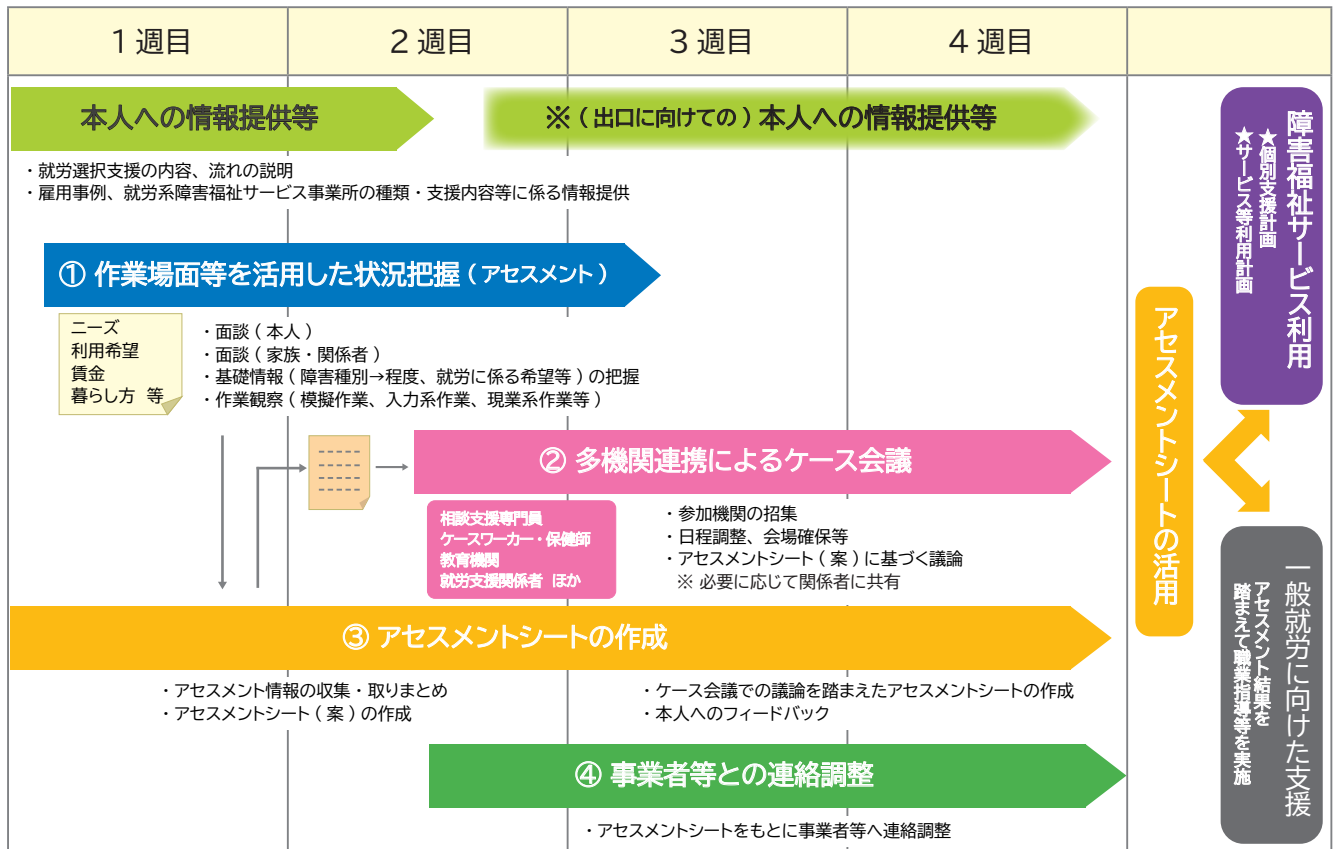 1週目
2週目
3週目
4週目
本人への情報提供等
※(出口に向けての)本人への情報提供等
・就労選択支援の内容、流れの説明
・雇用事例、就労系障害福祉サービス事業所の種類・支援内容等に係る情報提供
① 作業場面等を活用した状況把握(アセスメント)
ニーズ
利用希望
賃金
暮らし方 等
・面談(本人)
・面談(家族・関係者)
・基礎情報(障害種別→程度、就労に係る希望等)の把握
・作業観察(模擬作業、入力系作業、現業系作業等)
② 多機関連携によるケース会議
相談支援専門員
ケースワーカー・保健師
教育機関
就労支援関係者 ほか
・参加機関の招集
・日程調整、会場確保等
・アセスメントシート(案)に基づく議論
※ 必要に応じて関係者に共有
③ アセスメントシートの作成
・アセスメント情報の収集・取りまとめ
・アセスメントシート(案)の作成
・ケース会議での議論を踏まえたアセスメントシートの作成
・本人へのフィードバック
④ 事業者等との連絡調整
・アセスメントシートをもとに事業者等へ連絡調整
アセスメントシートの活用
障害福祉サービス利用
★個別支援計画
★サービス等利用計画
一般就労に向けた支援
アセスメント結果を
踏まえて職業指導等を実施